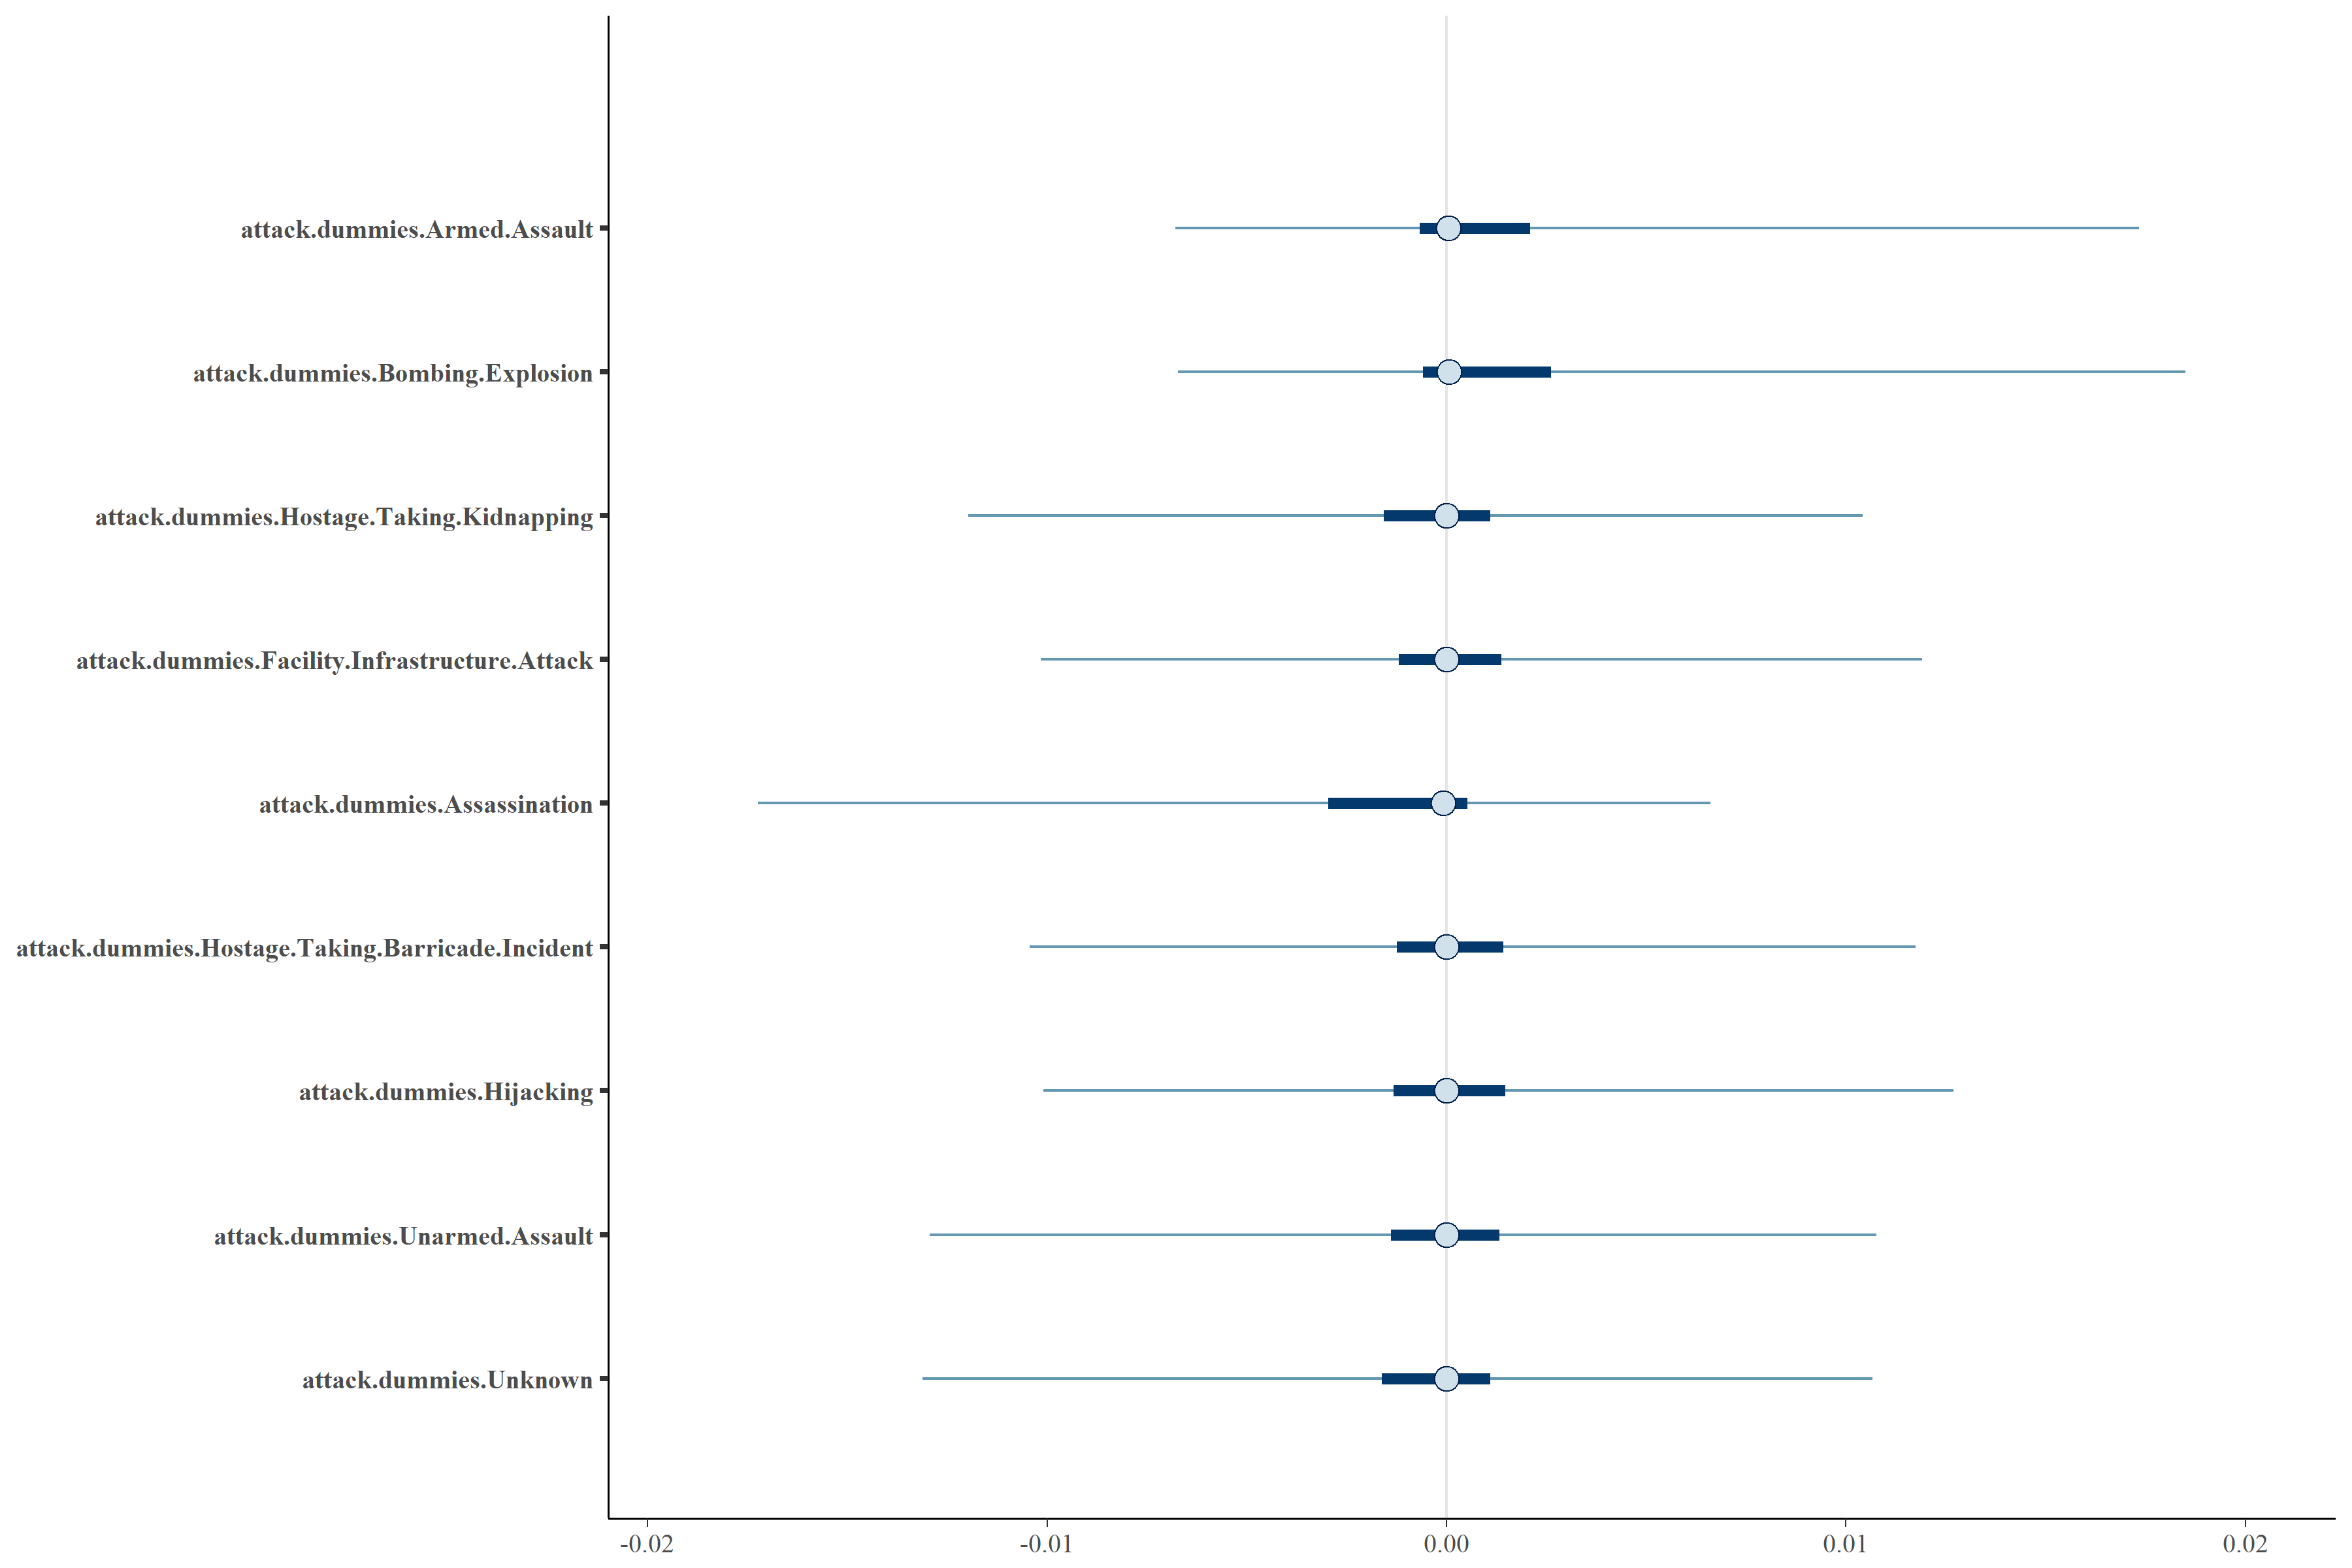 attack.dummies.Armed.Assault
attack.dummies.Bombing.Explosion
attack.dummies.Hostage.Taking.Kidnapping
attack.dummies.Facility.Infrastructure.Attack
attack.dummies.Assassination
attack.dummies.Hostage.Taking.Barricade.Incident
attack.dummies.Hijacking
attack.dummies.Unarmed.Assault
attack.dummies.Unknown
-0.02 -0.01 0.00 0.01 0.02